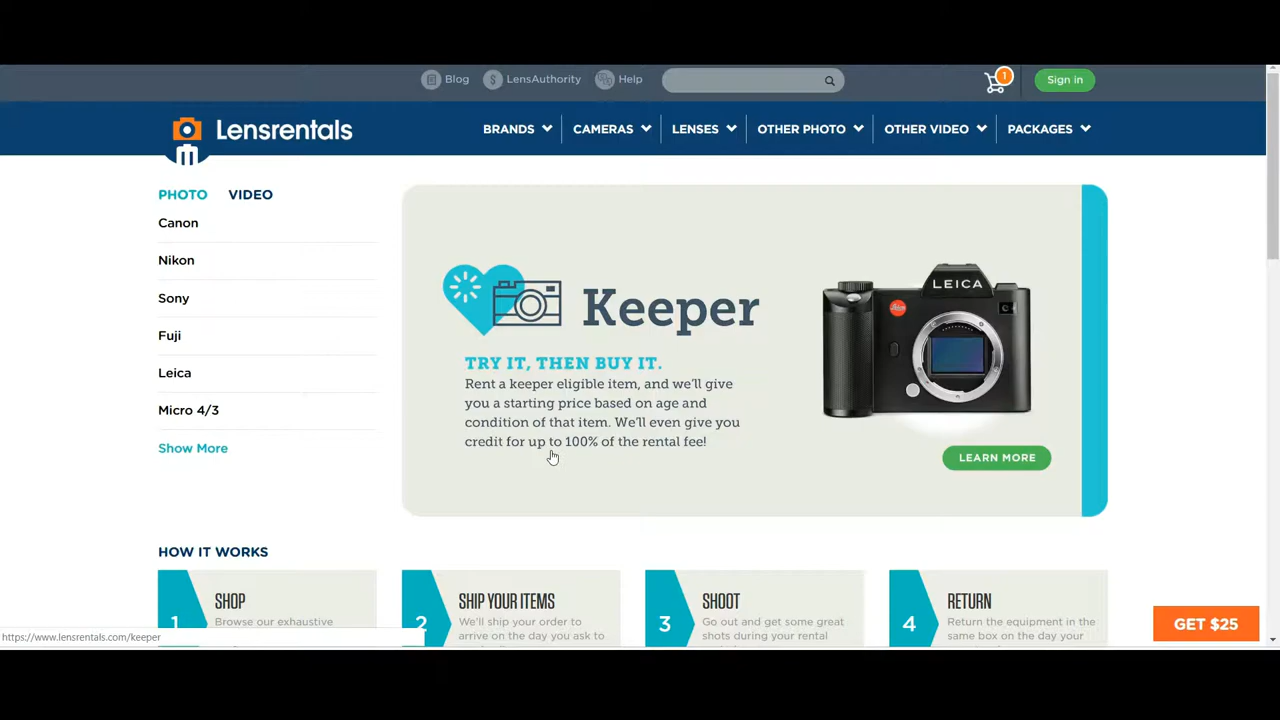 Blog
LensAuthority
Help
1
Sign in
Lensrentals
BRANDS
CAMERAS
LENSES
OTHER PHOTO
OTHER VIDEO
PACKAGES
PHOTO
VIDEO
Canon
Nikon
Sony
Fuji
Leica
Micro 4/3
Show More
Keeper
TRY IT, THEN BUY IT.
Rent a keeper eligible item, and we'll give
you a starting price based on age and
condition of that item. We'll even give you
credit for up to 100% of the rental fee!
LEICA
LEARN MORE
HOW IT WORKS
1
SHOP
Browse our exhaustive
2
SHIP YOUR ITEMS
We'll ship your order to
arrive on the day you ask to
3
SHOOT
Go out and get some great
shots during your rental
4
RETURN
Return the equipment in the
same box on the day your
GET $25
https://www.lensrentals.com/keeper